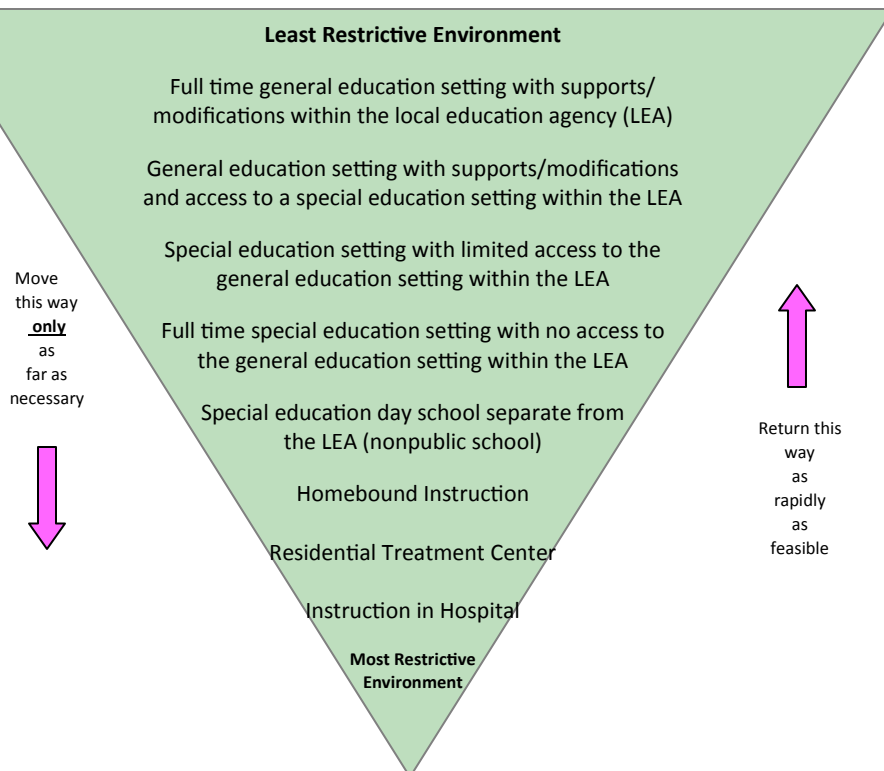 Least Restrictive Environment
Full time general education setting with supports/
modifications within the local education agency (LEA)
General education setting with supports/modifications
and access to a special education setting within the LEA
Special education setting with limited access to the
general education setting within the LEA
Move
this way
only
as
far as
necessary
Full time special education setting with no access to
the general education setting within the LEA
Special education day school separate from
the LEA (nonpublic school)
Return this
way
as
rapidly
as
feasible
Homebound Instruction
Residential Treatment Center
Instruction in Hospital
Most Restrictive
Environment